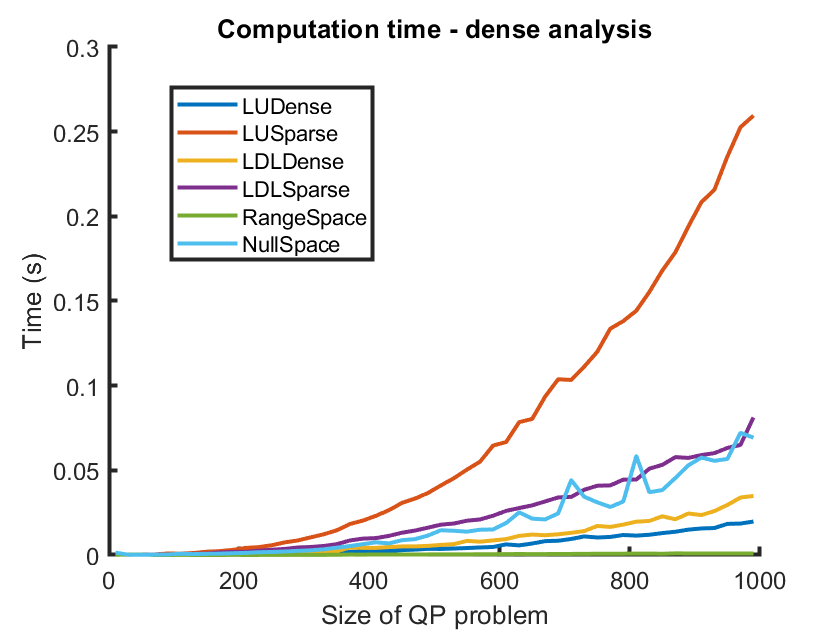 Computation time - dense analysis
0.3
0.25
0.2
0.15
0.1
0.05
0
LUDense
LUSparse
LDLDense
LDLSparse
RangeSpace
NullSpace
Time (s)
0 200 400 600 800 1000
Size of QP problem